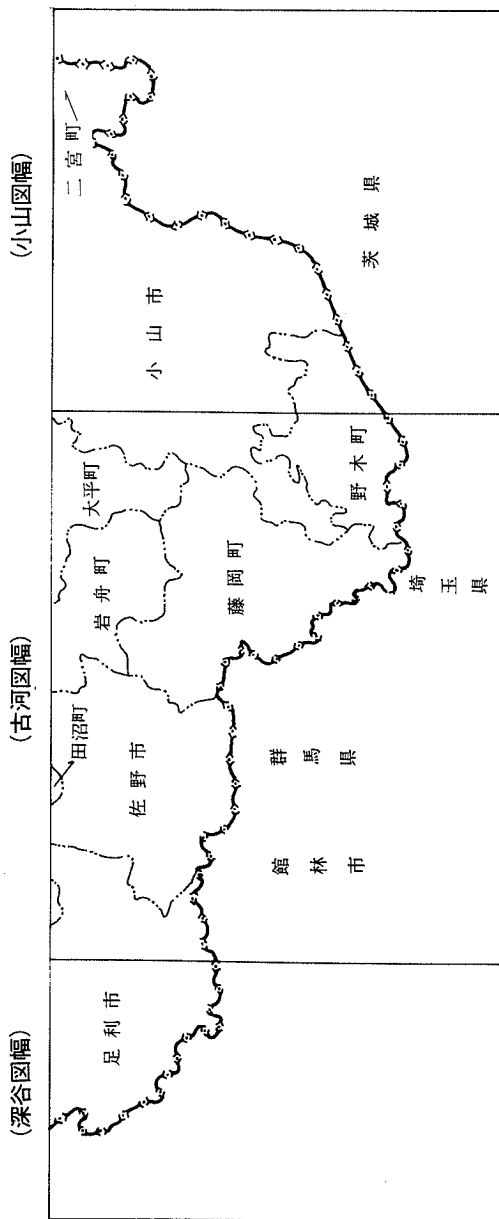 (深谷図幅)
(古河図幅)
(小山図幅)
足利市
佐野市
田沼町
岩舟町
大平町
藤岡町
野木町
小山市
二宮町
館林市
群馬県
埼玉県
茨城県